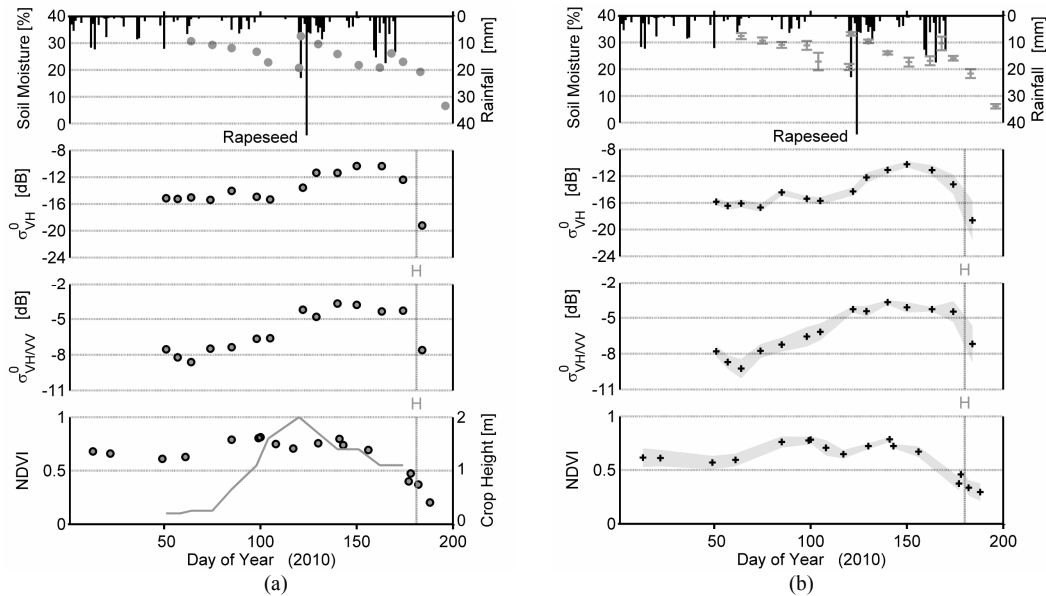 Soil Moisture [%]
40
30
20
10
0
0
10
20
30
40
Rainfall [mm]
Rapeseed
σ⁰VH [dB]
-8
-12
-16
-20
-24
H
σ⁰VH/VV [dB]
-2
-5
-8
-11
H
NDVI
1
0.5
0
2
1
0
Crop Height [m]
50
100
150
200
Day of Year (2010)
(a)
Soil Moisture [%]
40
30
20
10
0
0
10
20
30
40
Rainfall [mm]
Rapeseed
σ⁰VH [dB]
-8
-12
-16
-20
-24
H
σ⁰VH/VV [dB]
-2
-5
-8
-11
H
NDVI
1
0.5
0
50
100
150
200
Day of Year (2010)
(b)